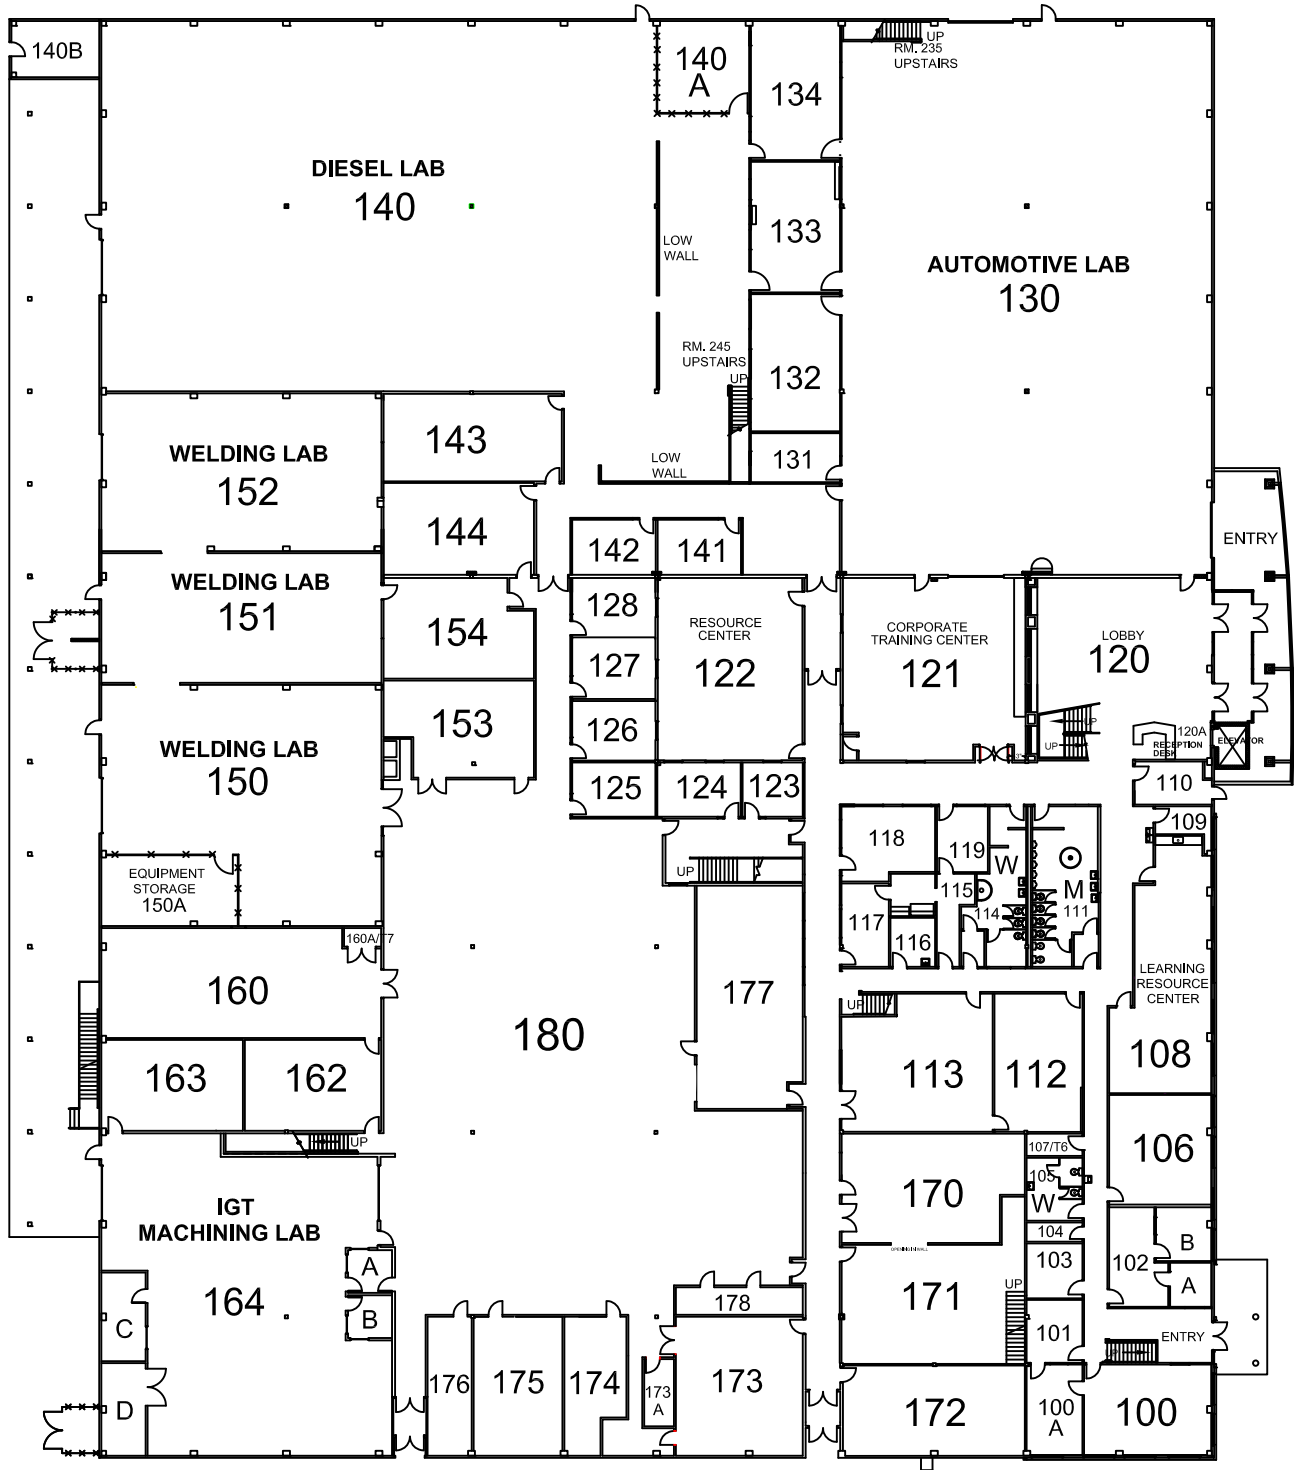 140B
140
A
134
UP
RM. 235
UPSTAIRS
DIESEL LAB
140
LOW
WALL
133
AUTOMOTIVE LAB
130
RM. 245
UPSTAIRS
UP
132
131
WELDING LAB
152
143
LOW
WALL
144
142
141
ENTRY
WELDING LAB
151
154
128
127
RESOURCE
CENTER
122
CORPORATE
TRAINING CENTER
121
LOBBY
120
WELDING LAB
150
153
126
125
124
123
UP
UP
120A
RECEPTION
DESK
ELEVATOR
110
109
EQUIPMENT
STORAGE
150A
UP
118
119
W
M
115
114
111
117
116
160A/T7
160
180
177
LEARNING
RESOURCE
CENTER
108
UP
113
112
163
162
UP
107/T6
106
105
W
170
IGT
MACHINING LAB
164
A
B
C
D
OPENING IN WALL
104
103
102
B
A
171
UP
178
101
ENTRY
UP
176
175
174
173
A
173
172
100
A
100